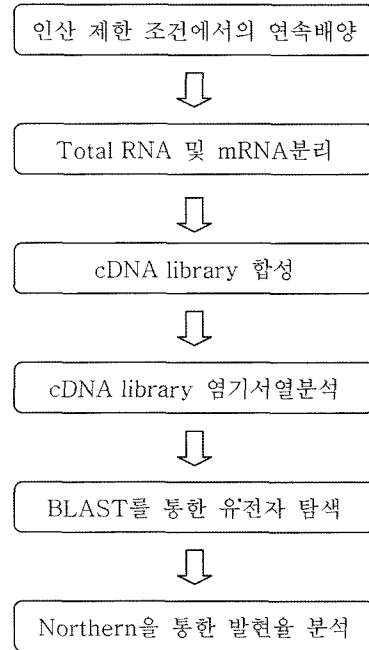 인산 제한 조건에서의 연속배양
Total RNA 및 mRNA분리
cDNA library 합성
cDNA library 염기서열분석
BLAST를 통한 유전자 탐색
Northern을 통한 발현율 분석